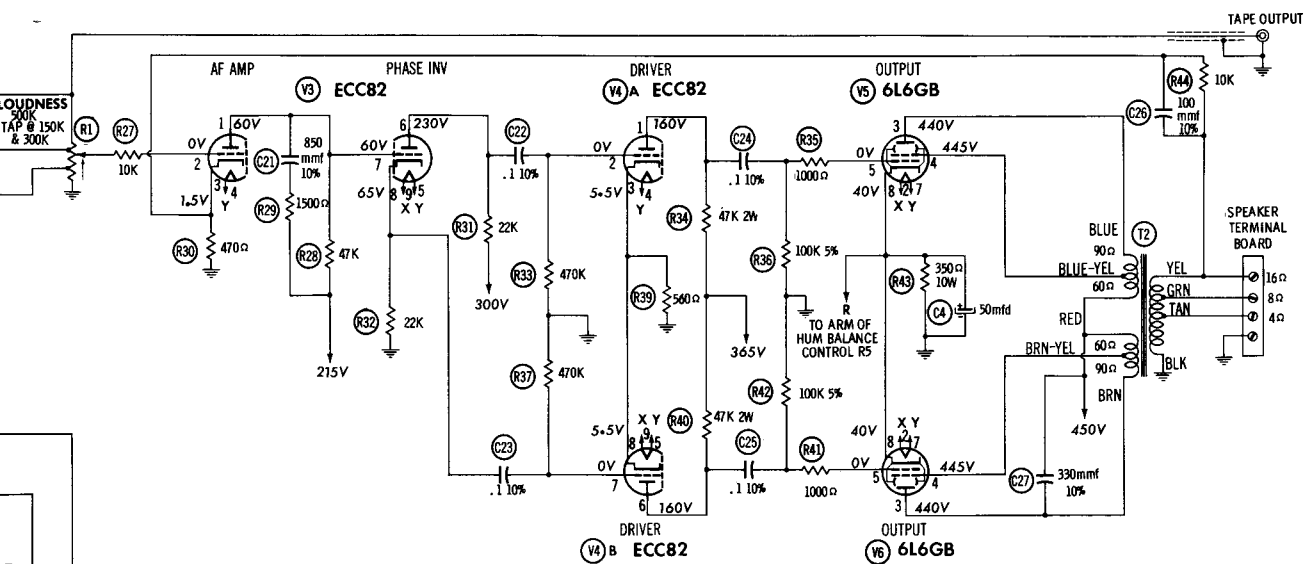 TAPE OUTPUT
AF AMP
PHASE INV
DRIVER
OUTPUT
V3 ECC82
V4 A ECC82
V5 6L6GB
R44
10K
C26
100
mmf
10%
LOUDNESS
500K
TAP @ 150K
& 300K
R1
R27
10K
1 60V
0V
2
3 4
Y
1.5V
R30
470Ω
C21
850
mmf
10%
R29
1500Ω
R28
47K
215V
6 230V
60V
7
65V
8 9 5
X Y
R32
22K
R31
22K
300V
C22
.1 10%
C23
.1 10%
R33
470K
R37
470K
1 160V
0V
2
5.5V
3 4
Y
R39
560Ω
5.5V
X Y
8 9 5
0V
7
6 160V
DRIVER
V4 B ECC82
R34
47K 2W
365V
R40
47K 2W
C24
.1 10%
C25
.1 10%
R35
1000Ω
R36
100K 5%
R42
100K 5%
R41
1000Ω
3 440V
0V
5
445V
4
40V
8 2 7
X Y
R
TO ARM OF
HUM BALANCE
CONTROL R5
R43
350Ω
10W
C4
+
50mfd
40V
X Y
8 2 7
0V
5
445V
4
3 440V
OUTPUT
V6 6L6GB
BLUE
90Ω
BLUE-YEL
60Ω
RED
BRN-YEL
60Ω
90Ω
BRN
450V
C27
330mmf
10%
T2
YEL
GRN
TAN
BLK
SPEAKER
TERMINAL
BOARD
16Ω
8Ω
4Ω